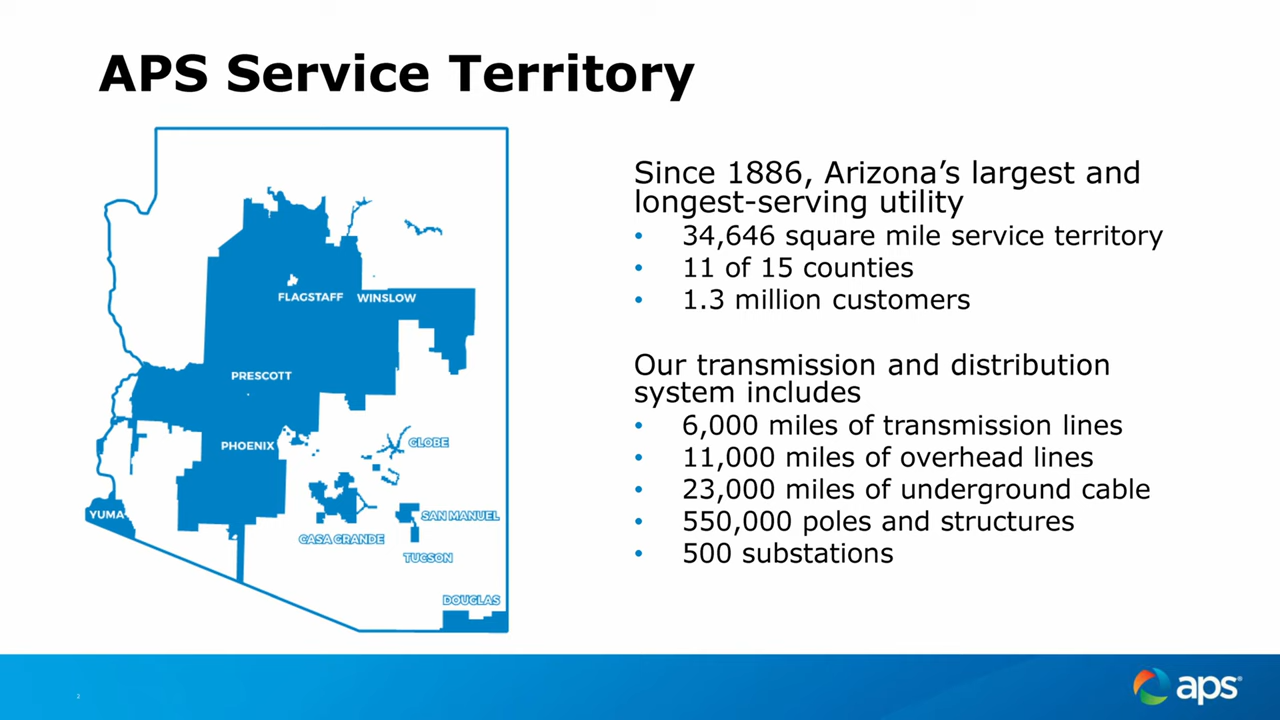 APS Service Territory
Since 1886, Arizona’s largest and
longest-serving utility
• 34,646 square mile service territory
• 11 of 15 counties
• 1.3 million customers
Our transmission and distribution
system includes
• 6,000 miles of transmission lines
• 11,000 miles of overhead lines
• 23,000 miles of underground cable
• 550,000 poles and structures
• 500 substations
FLAGSTAFF
WINSLOW
PRESCOTT
PHOENIX
GLOBE
YUMA
SAN MANUEL
CASA GRANDE
TUCSON
DOUGLAS
2
aps®